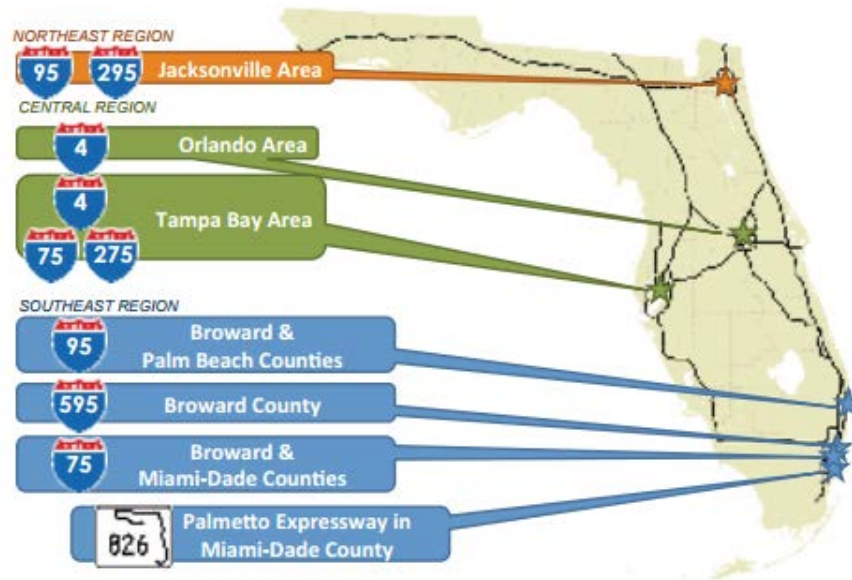 NORTHEAST REGION
95 295 Jacksonville Area
CENTRAL REGION
4 Orlando Area
4
Tampa Bay Area
75 275
SOUTHEAST REGION
95 Broward &
Palm Beach Counties
595 Broward County
75 Broward &
Miami-Dade Counties
826 Palmetto Expressway in
Miami-Dade County